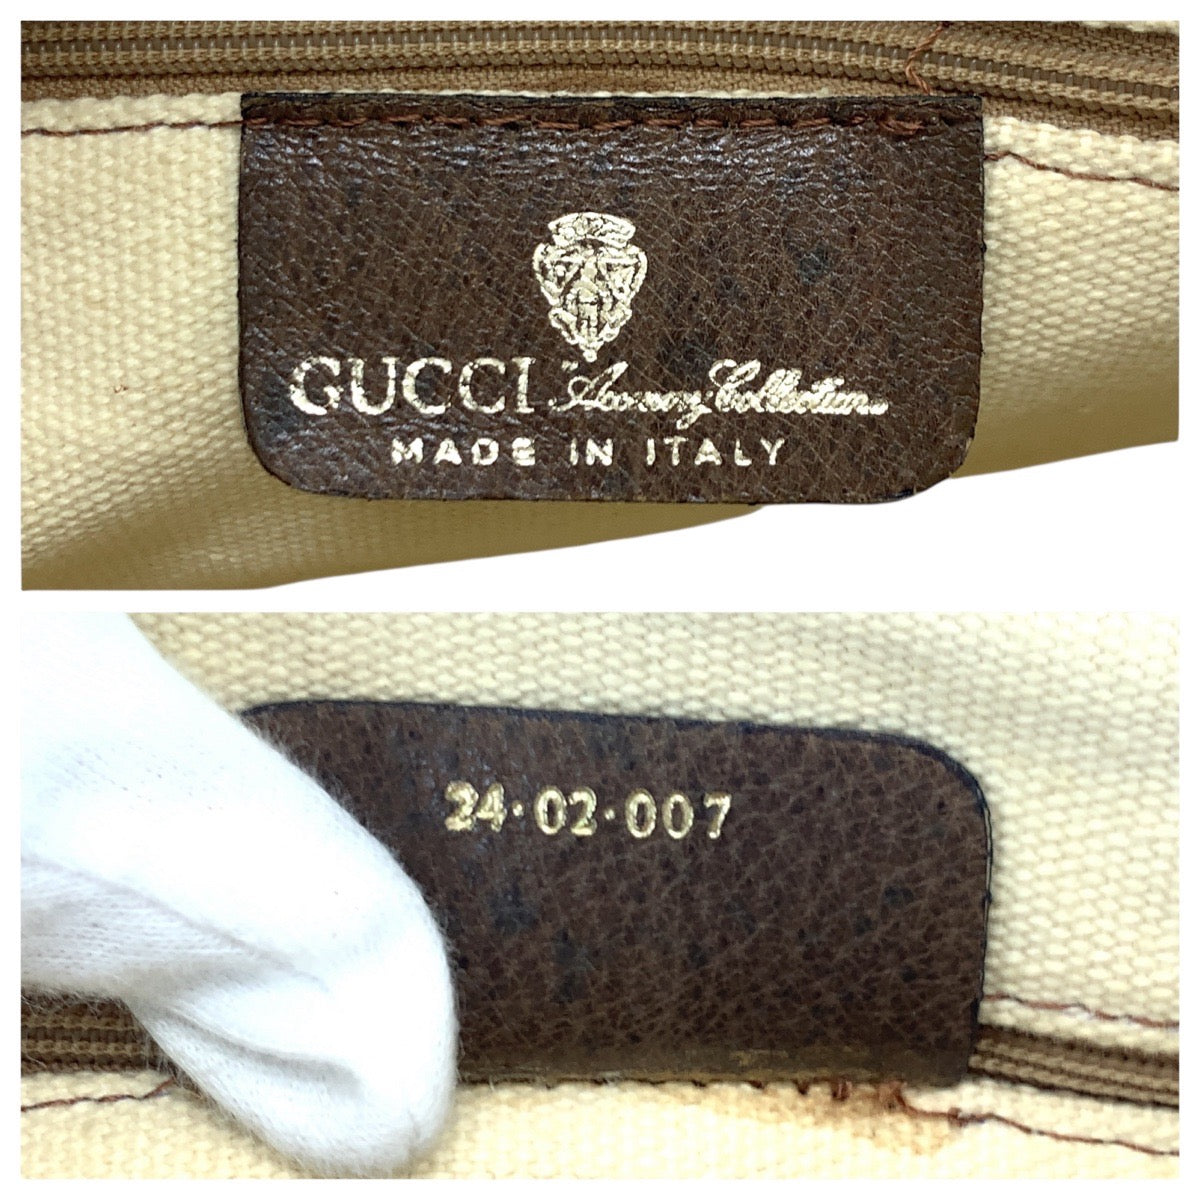 GUCCI Accessory Collection
MADE IN ITALY
24·02·007